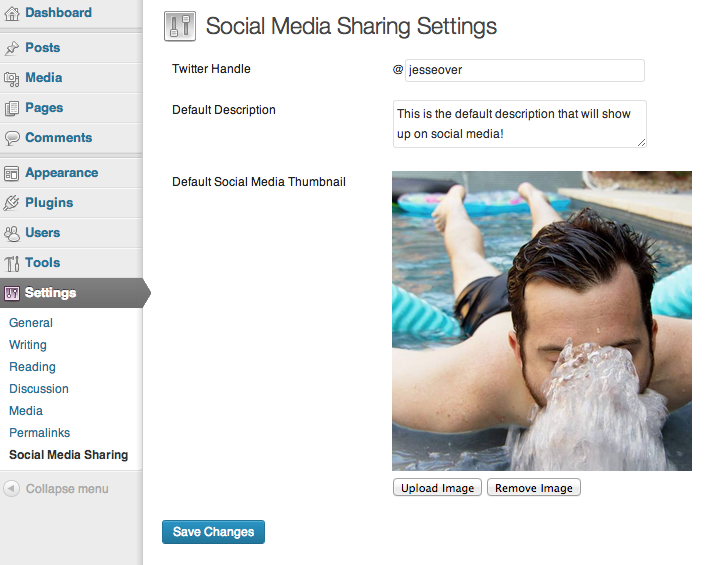 Dashboard
Posts
Media
Pages
Comments
Appearance
Plugins
Users
Tools
Settings
General
Writing
Reading
Discussion
Media
Permalinks
Social Media Sharing
Collapse menu
Social Media Sharing Settings
Twitter Handle
@ jesseover
Default Description
This is the default description that will show
up on social media!
Default Social Media Thumbnail
Upload Image Remove Image
Save Changes